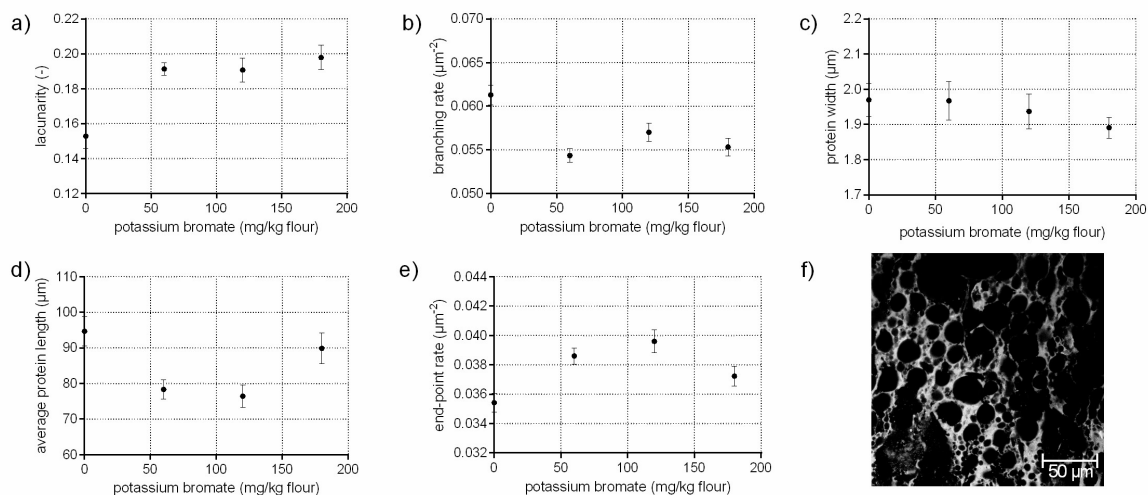 a)
0.22
0.20
0.18
0.16
0.14
0.12
lacunarity (-)
0 50 100 150 200
potassium bromate (mg/kg flour)
b)
0.070
0.065
0.060
0.055
0.050
branching rate (µm⁻²)
0 50 100 150 200
potassium bromate (mg/kg flour)
c)
2.2
2.1
2.0
1.9
1.8
1.7
protein width (µm)
0 50 100 150 200
potassium bromate (mg/kg flour)
d)
110
100
90
80
70
60
average protein length (µm)
0 50 100 150 200
potassium bromate (mg/kg flour)
e)
0.044
0.042
0.040
0.038
0.036
0.034
0.032
end-point rate (µm⁻²)
0 50 100 150 200
potassium bromate (mg/kg flour)
f)
50 µm